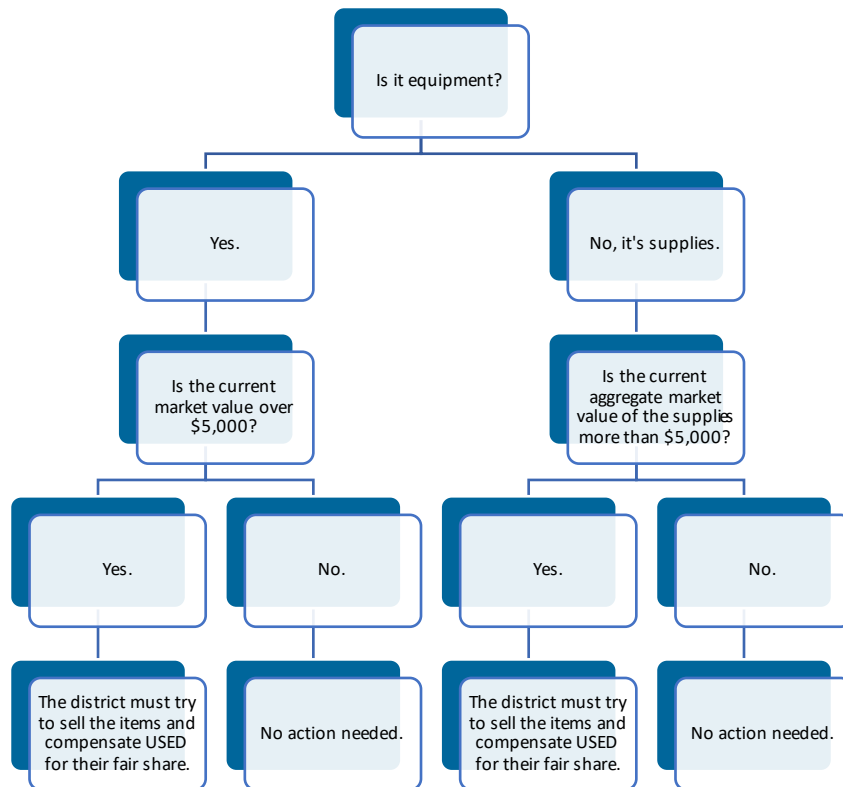 Is it equipment?
Yes.
No, it's supplies.
Is the current
market value over
$5,000?
Is the current
aggregate market
value of the supplies
more than $5,000?
Yes.
No.
Yes.
No.
The district must try
to sell the items and
compensate USED
for their fair share.
No action needed.
The district must try
to sell the items and
compensate USED
for their fair share.
No action needed.